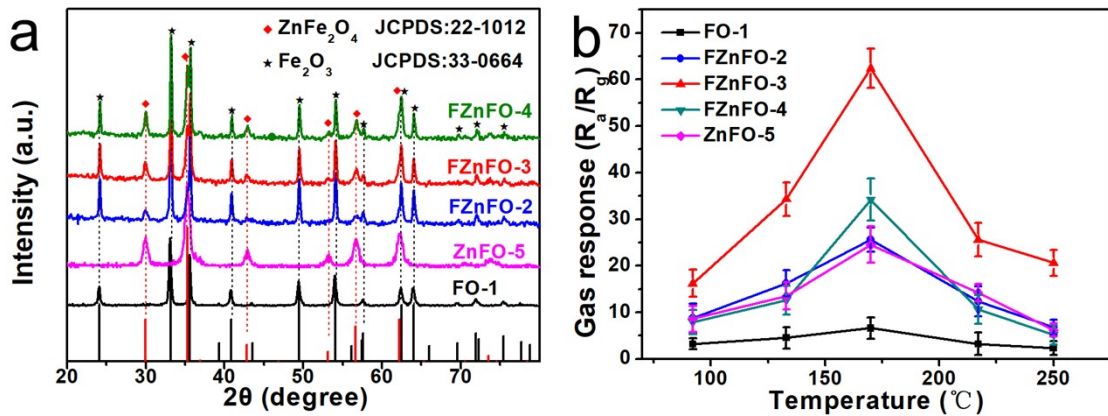 a
◆ ZnFe₂O₄ JCPDS:22-1012
★ Fe₂O₃ JCPDS:33-0664
FZnFO-4
FZnFO-3
FZnFO-2
ZnFO-5
FO-1
Intensity (a.u.)
20 30 40 50 60 70
2θ (degree)
b
FO-1
FZnFO-2
FZnFO-3
FZnFO-4
ZnFO-5
Gas response (Rₐ/R_g)
75
60
50
40
30
20
10
0
100 150 200 250
Temperature (℃)